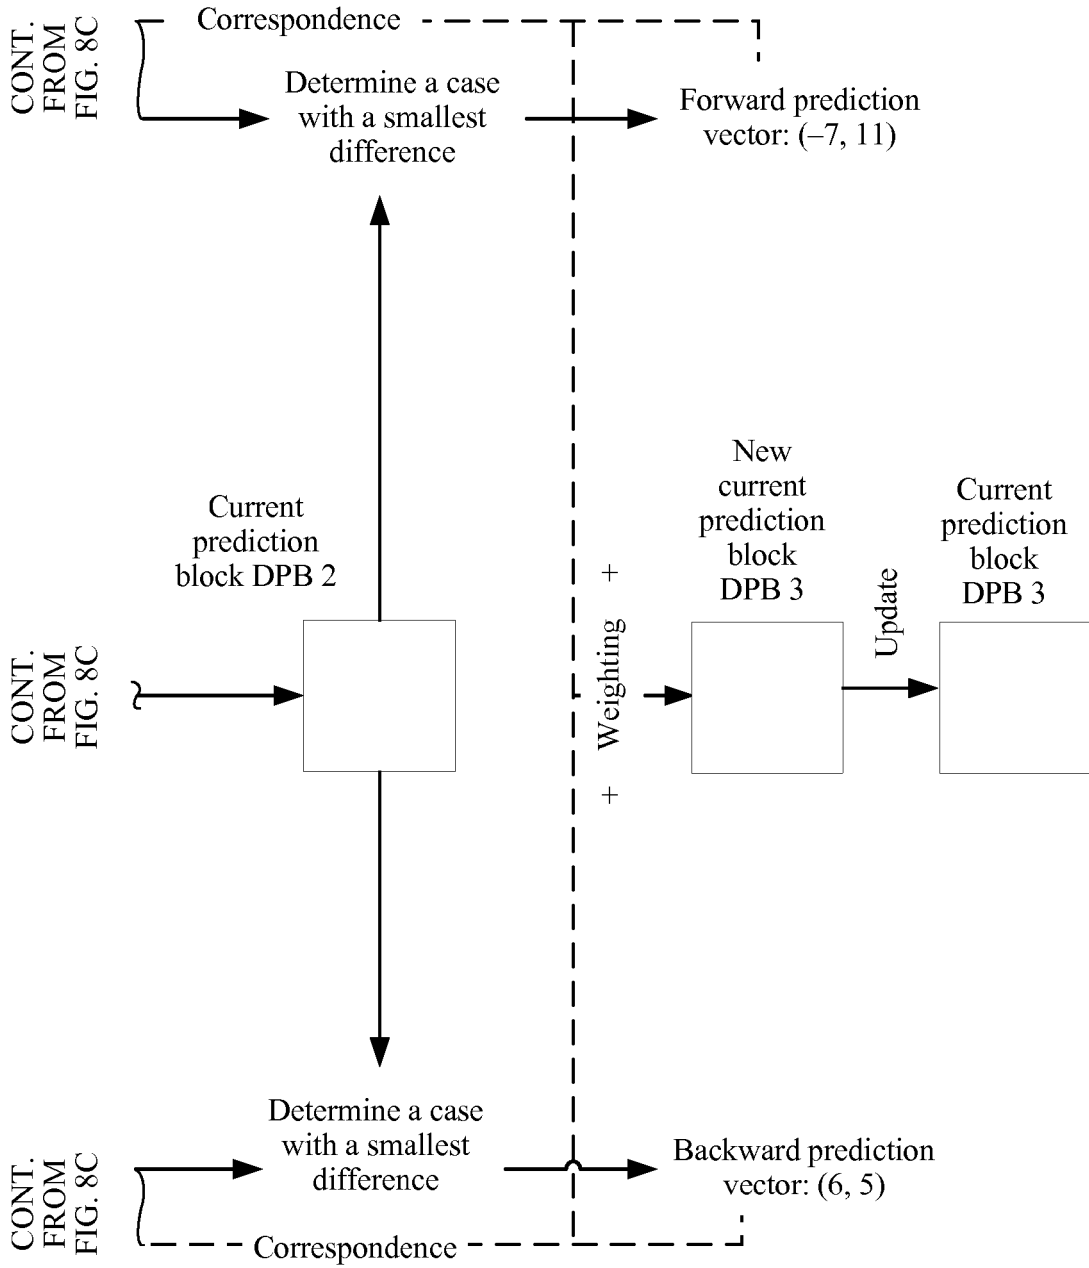 CONT.
FROM
FIG. 8C
Correspondence
Determine a case
with a smallest
difference
Forward prediction
vector: (–7, 11)
CONT.
FROM
FIG. 8C
Current
prediction
block DPB 2
+
Weighting
+
New
current
prediction
block
DPB 3
Update
Current
prediction
block
DPB 3
CONT.
FROM
FIG. 8C
Determine a case
with a smallest
difference
Backward prediction
vector: (6, 5)
Correspondence